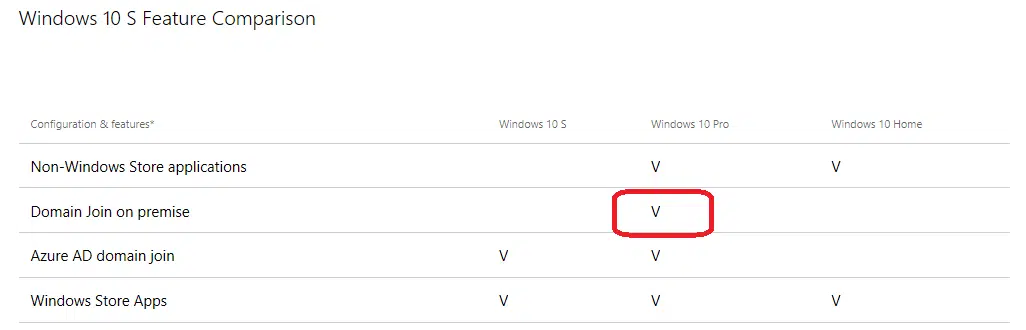 Windows 10 S Feature Comparison
Configuration & features* Windows 10 S Windows 10 Pro Windows 10 Home
Non-Windows Store applications V V
Domain Join on premise V
Azure AD domain join V V
Windows Store Apps V V V